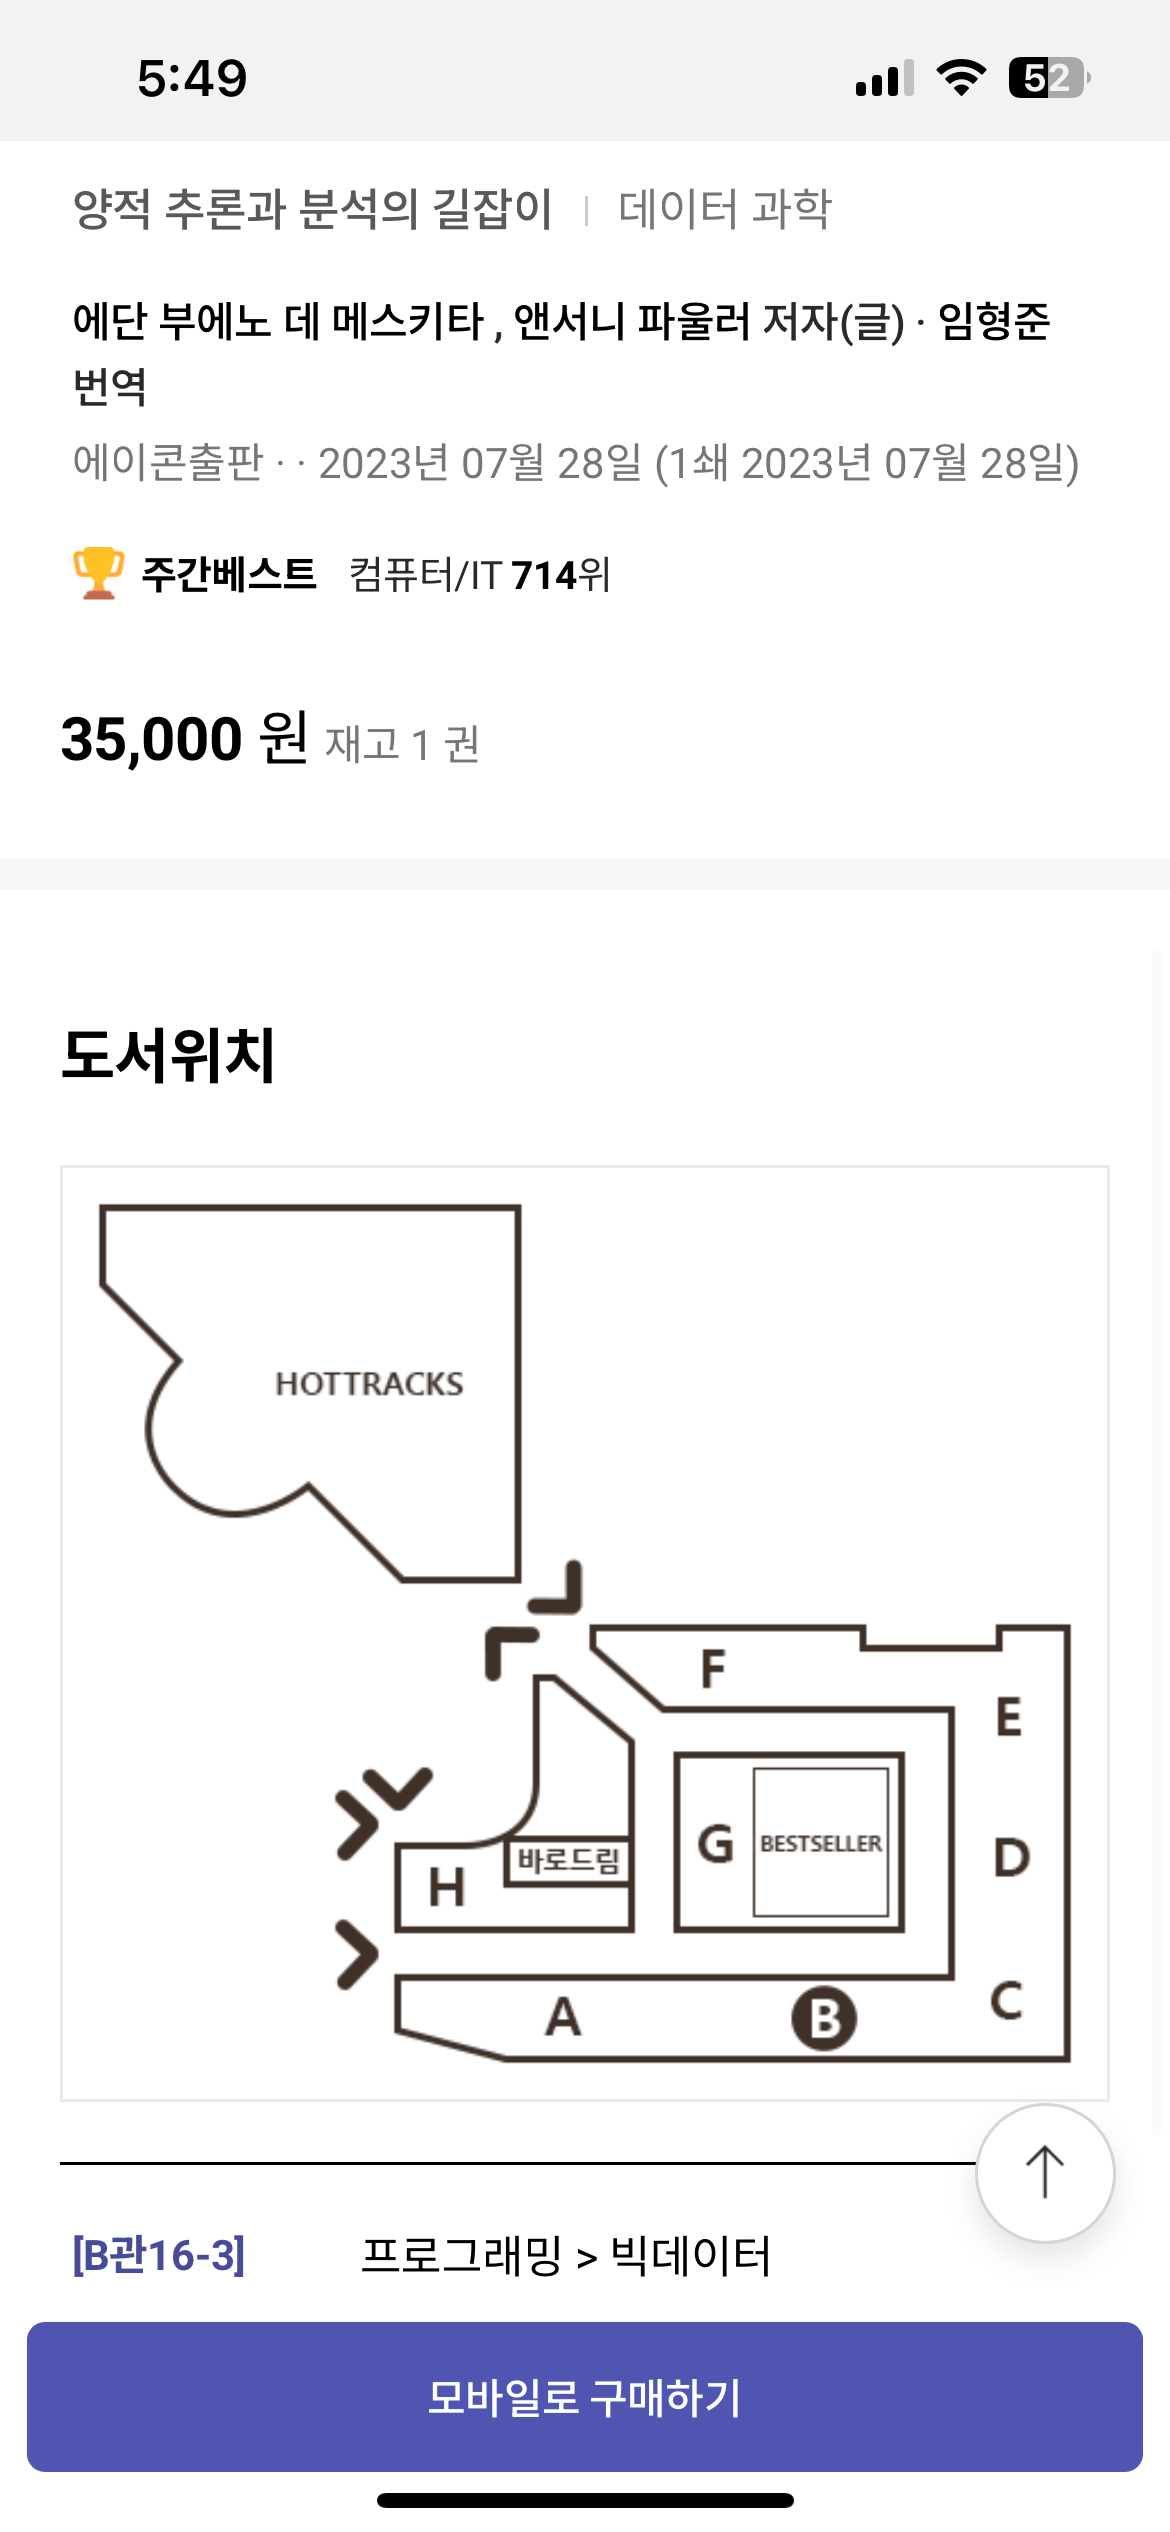 5:49
52
양적 추론과 분석의 길잡이 | 데이터 과학
에단 부에노 데 메스키타 , 앤서니 파울러 저자(글) · 임형준
번역
에이콘출판 · · 2023년 07월 28일 (1쇄 2023년 07월 28일)
주간베스트 컴퓨터/IT 714위
35,000 원 재고 1 권
도서위치
HOTTRACKS
F
E
G
BESTSELLER
D
바로드림
H
C
A
B
[B관16-3] 프로그래밍 > 빅데이터
모바일로 구매하기